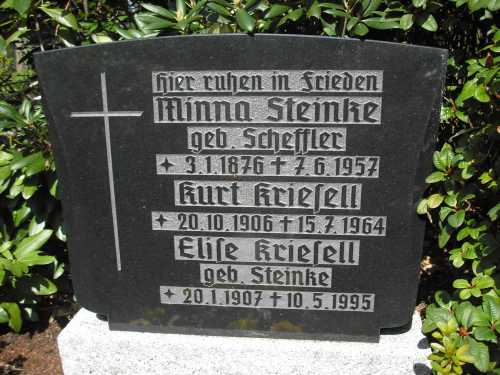 Hier ruhen in Frieden
Minna Steinke
geb. Scheffler
✦ 3.1.1876 ✝ 7.6.1957
Kurt Krieſell
✦ 20.10.1906 ✝ 15.7.1964
Eliſe Krieſell
geb. Steinke
✦ 20.1.1907 ✝ 10.5.1995